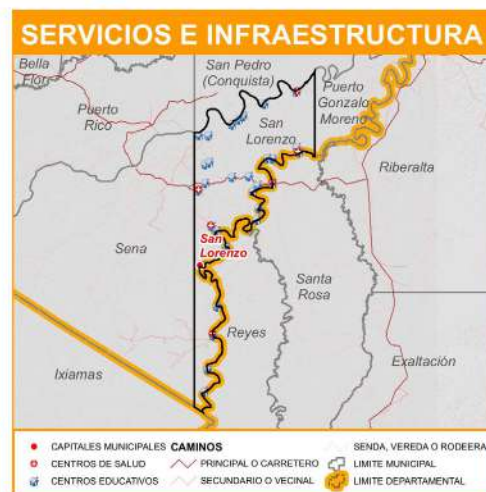 SERVICIOS E INFRAESTRUCTURA
Bella
Flor
San Pedro
(Conquista)
Puerto
Gonzalo
Moreno
Puerto
Rico
San
Lorenzo
Riberalta
Sena
San
Lorenzo
Santa
Rosa
Reyes
Ixiamas
Exaltación
CAPITALES MUNICIPALES
CENTROS DE SALUD
CENTROS EDUCATIVOS
CAMINOS
PRINCIPAL O CARRETERO
SECUNDARIO O VECINAL
SENDA, VEREDA O RODERA
LIMITE MUNICIPAL
LIMITE DEPARTAMENTAL